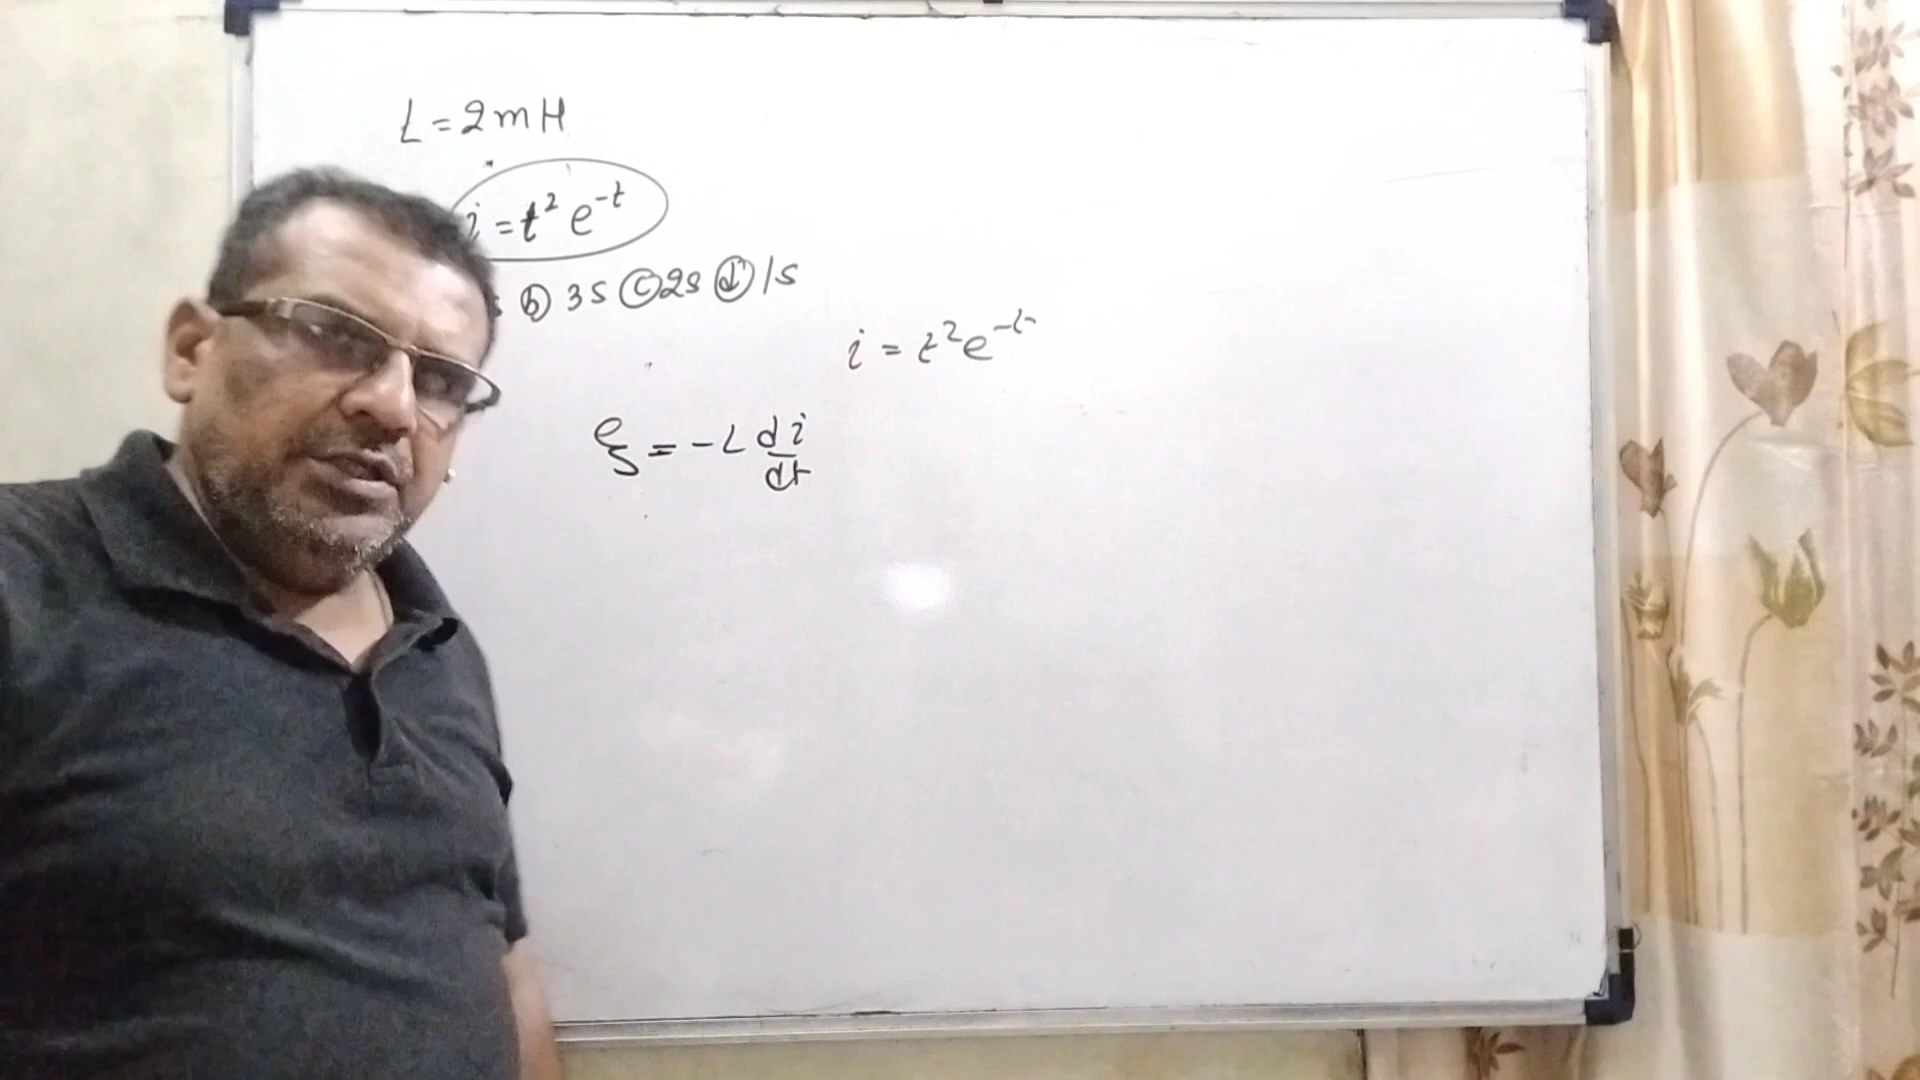 L = 2mH
i = t² e^-t
s ⓑ 3s ⓒ 2s ⓓ 1s
i = t²e^-t
ξ = -L di/dt